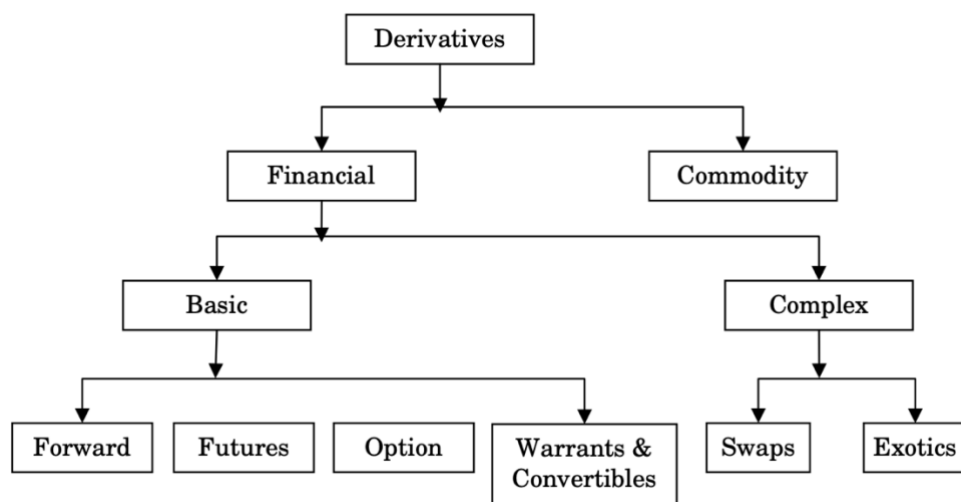 Derivatives
Financial
Commodity
Basic
Complex
Forward
Futures
Option
Warrants &
Convertibles
Swaps
Exotics